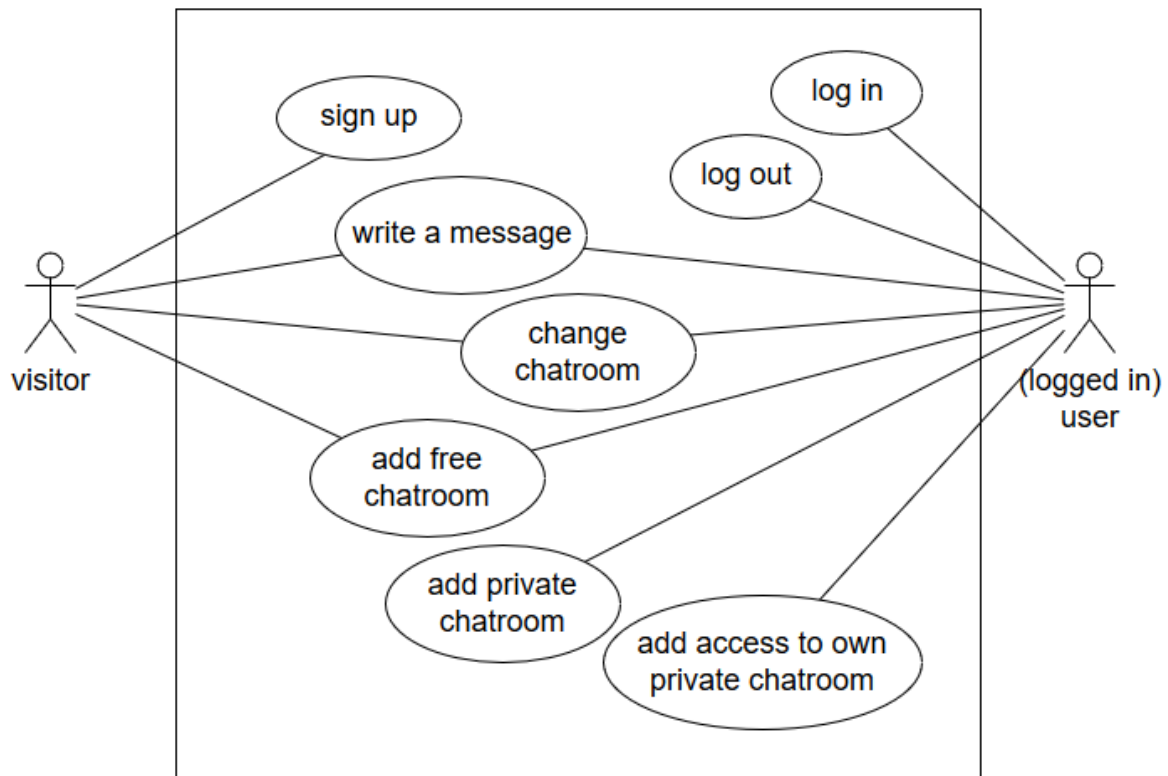 log in
sign up
log out
write a message
change
chatroom
visitor
(logged in)
user
add free
chatroom
add private
chatroom
add access to own
private chatroom